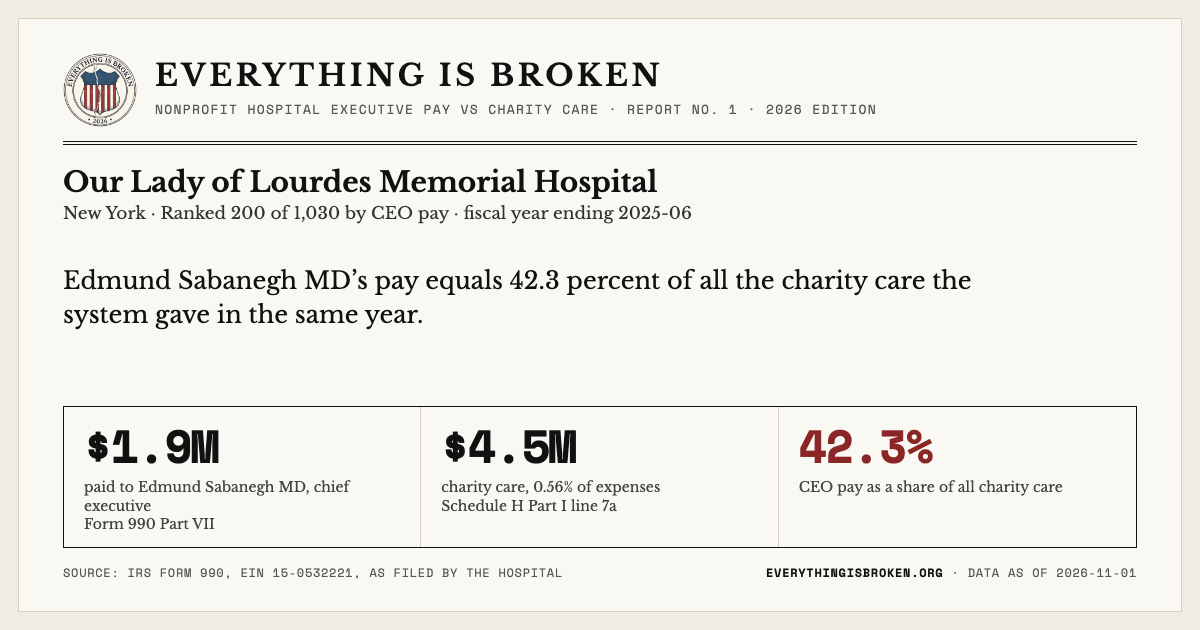 EVERYTHING IS BROKEN
2026
EVERYTHING IS BROKEN
NONPROFIT HOSPITAL EXECUTIVE PAY VS CHARITY CARE · REPORT NO. 1 · 2026 EDITION
Our Lady of Lourdes Memorial Hospital
New York · Ranked 200 of 1,030 by CEO pay · fiscal year ending 2025-06
Edmund Sabanegh MD’s pay equals 42.3 percent of all the charity care the
system gave in the same year.
$1.9M
paid to Edmund Sabanegh MD, chief
executive
Form 990 Part VII
$4.5M
charity care, 0.56% of expenses
Schedule H Part I line 7a
42.3%
CEO pay as a share of all charity care
SOURCE: IRS FORM 990, EIN 15-0532221, AS FILED BY THE HOSPITAL
EVERYTHINGISBROKEN.ORG · DATA AS OF 2026-11-01